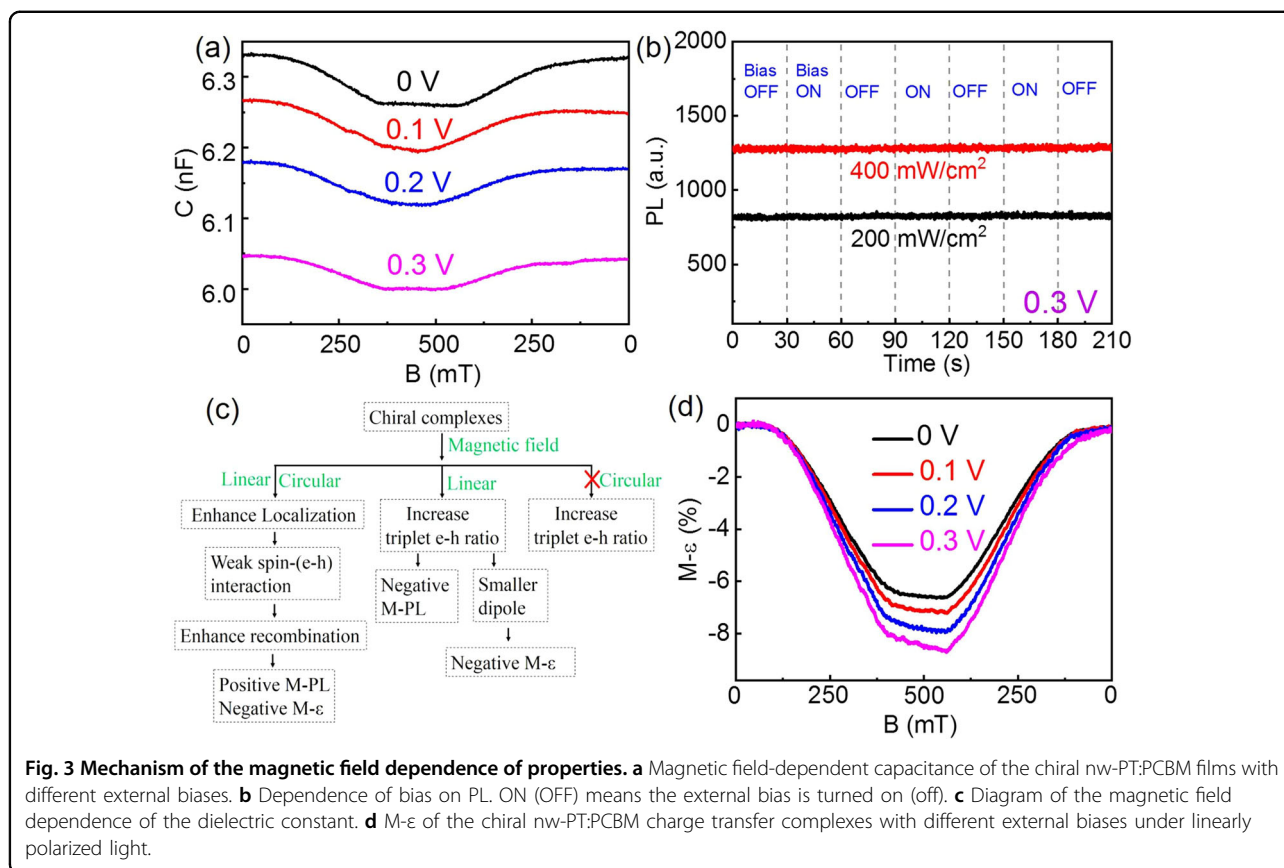 (a)
C (nF)
6.3
6.2
6.1
6.0
0 V
0.1 V
0.2 V
0.3 V
0 250 500 250 0
B (mT)
(b)
PL (a.u.)
2000
1500
1000
500
Bias Bias
OFF ON OFF ON OFF ON OFF
400 mW/cm²
200 mW/cm²
0.3 V
0 30 60 90 120 150 180 210
Time (s)
(c)
Chiral complexes
Magnetic field
Linear Circular Linear Circular
Enhance Localization
Weak spin-(e-h)
interaction
Enhance recombination
Positive M-PL
Negative M-ε
Increase
triplet e-h ratio
Negative
M-PL
Smaller
dipole
Negative M-ε
Increase
triplet e-h ratio
(d)
M-ε (%)
0
-2
-4
-6
-8
0 V
0.1 V
0.2 V
0.3 V
0 250 500 250 0
B (mT)
Fig. 3 Mechanism of the magnetic field dependence of properties. a Magnetic field-dependent capacitance of the chiral nw-PT:PCBM films with
different external biases. b Dependence of bias on PL. ON (OFF) means the external bias is turned on (off). c Diagram of the magnetic field
dependence of the dielectric constant. d M-ε of the chiral nw-PT:PCBM charge transfer complexes with different external biases under linearly
polarized light.